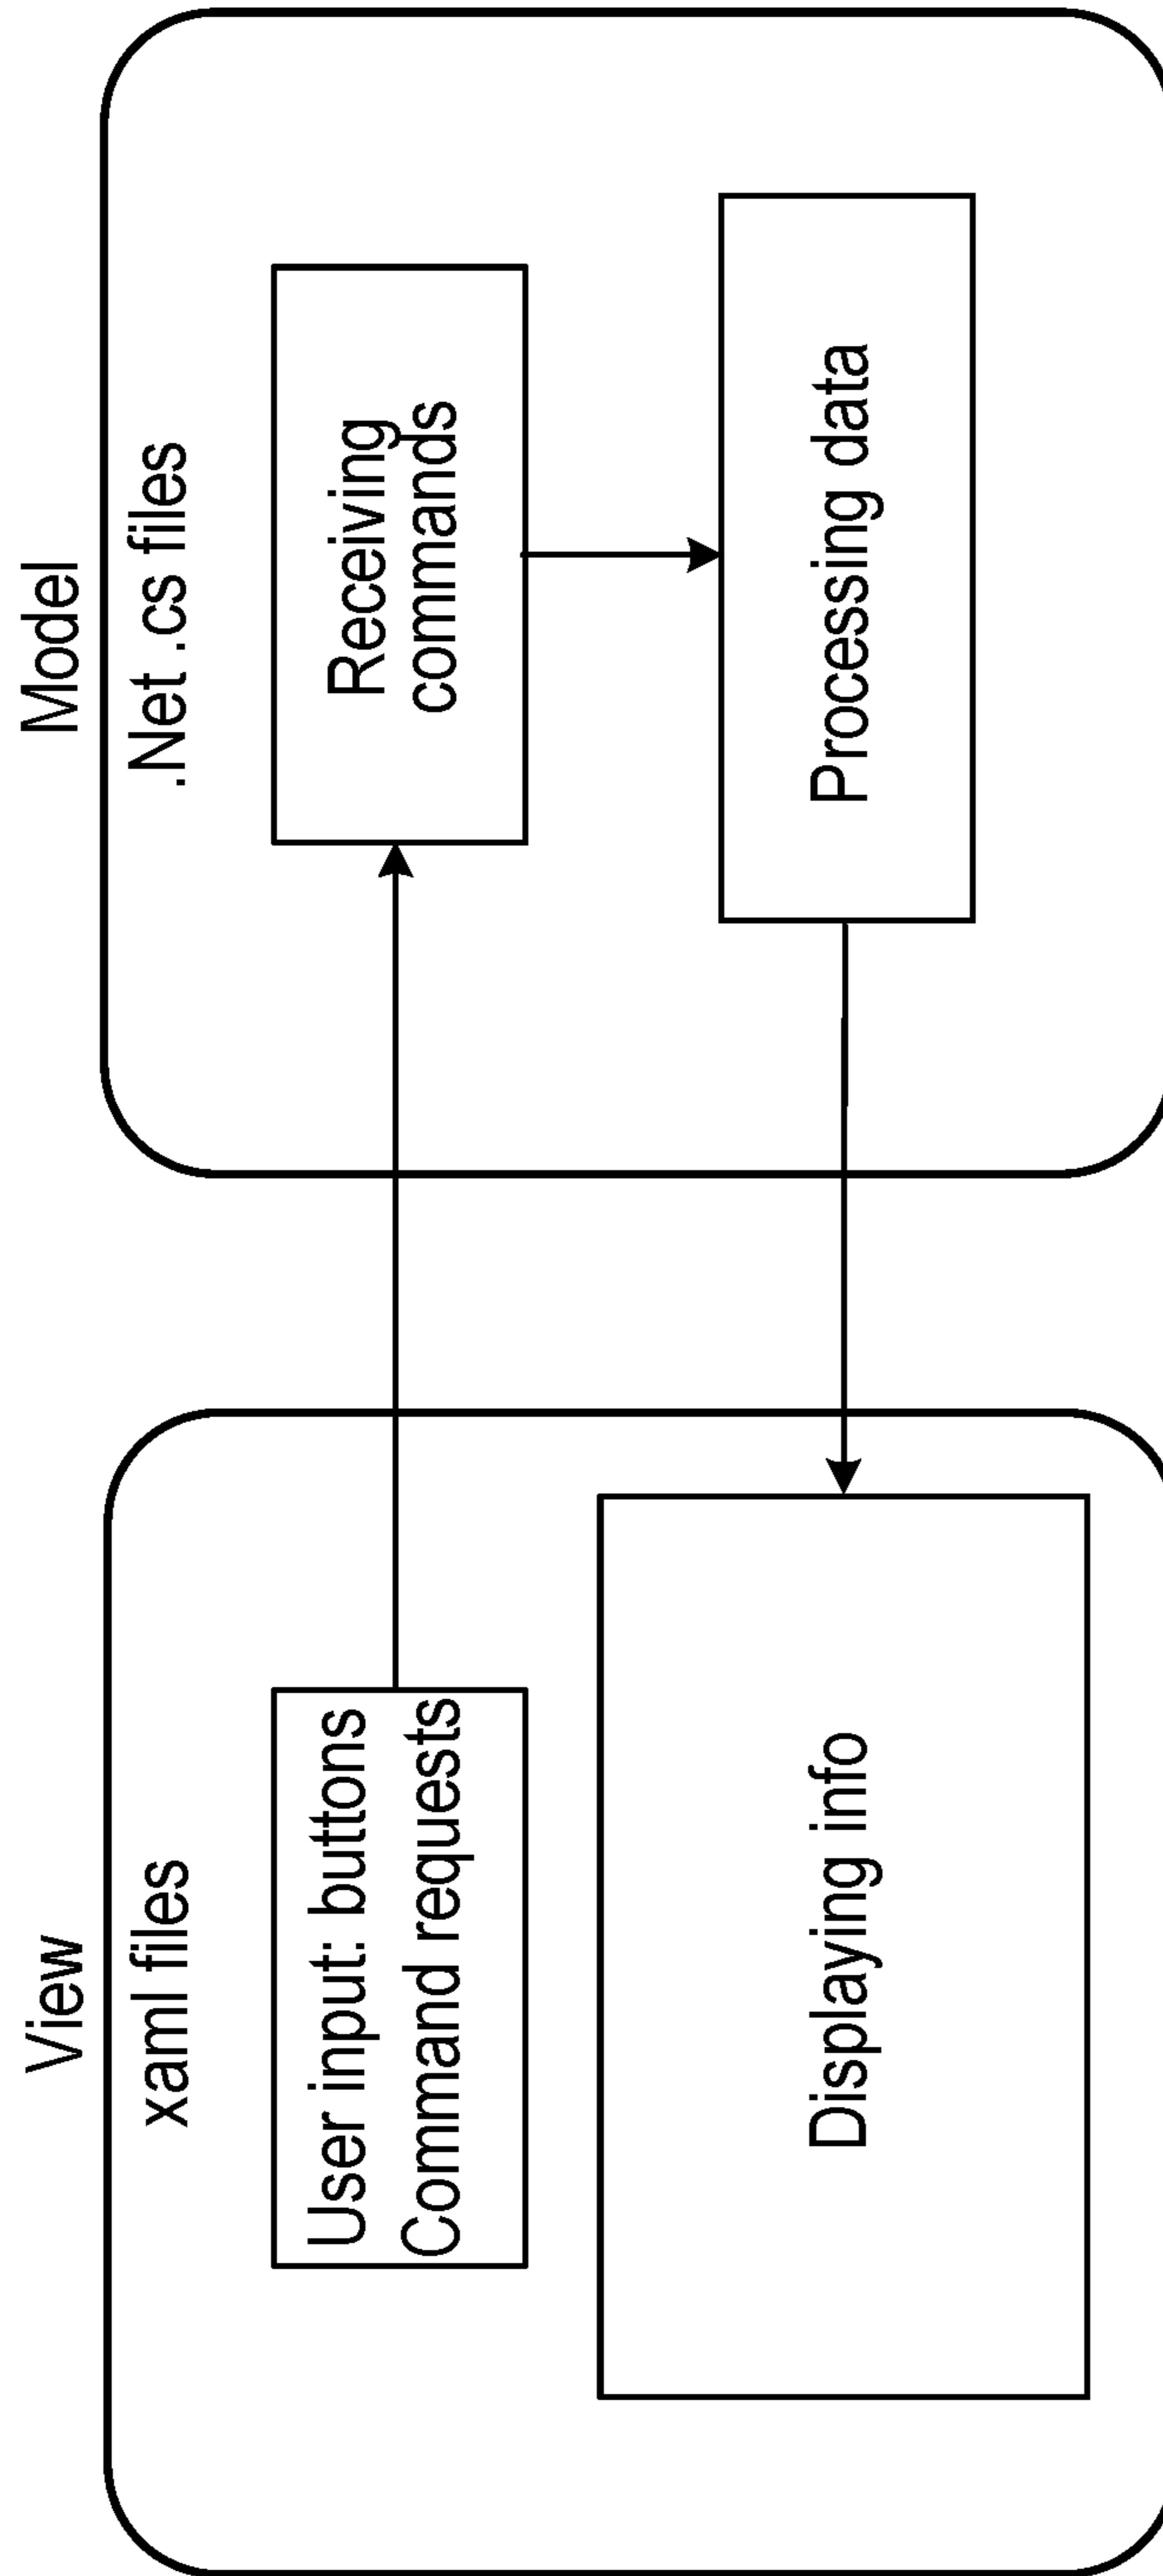 View
xaml files
User input: buttons
Command requests
Displaying info
Model
.Net .cs files
Receiving
commands
Processing data